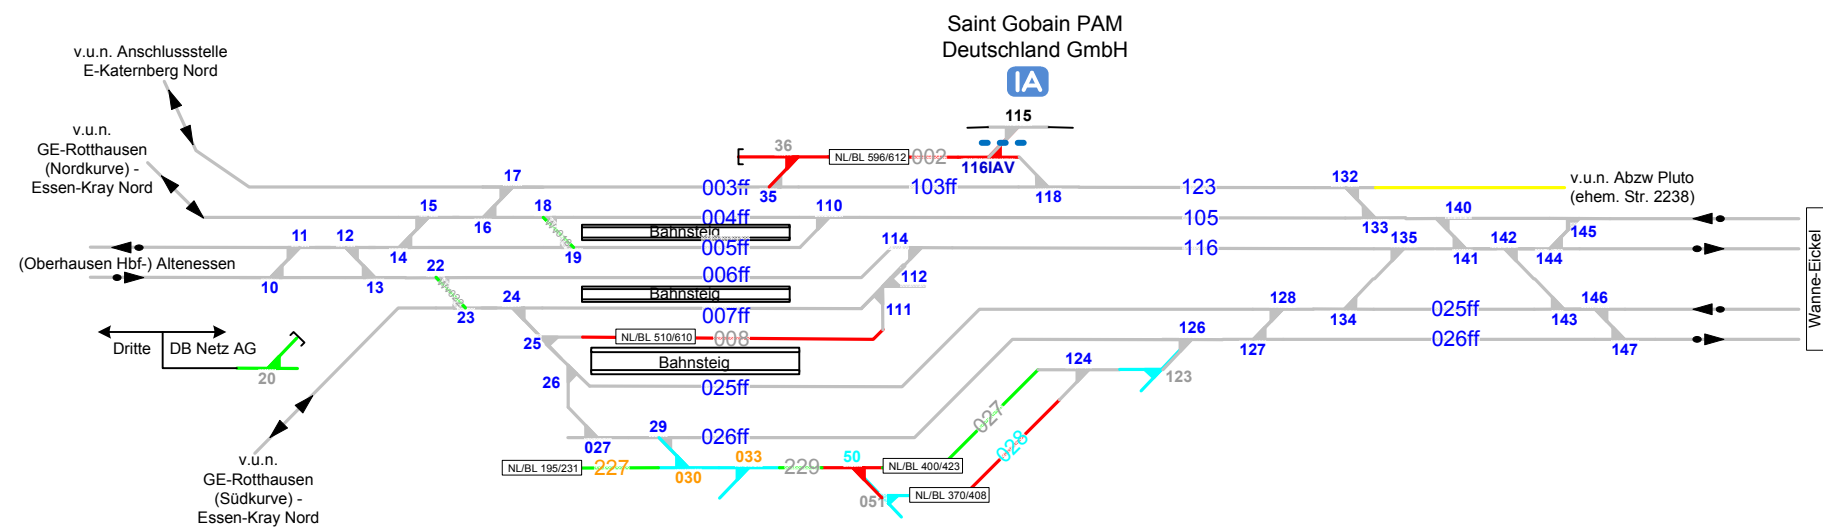 Saint Gobain PAM
Deutschland GmbH
IA
v.u.n. Anschlussstelle
E-Katernberg Nord
115
v.u.n.
GE-Rotthausen
(Nordkurve) -
Essen-Kray Nord
36
NL/BL 596/612
002
116IAV
17
003ff
35
103ff
118
123
132
v.u.n. Abzw Pluto
(ehem. Str. 2238)
15
16
18
004ff
110
105
133
140
145
Bahnsteig
Wv018
11
12
14
19
005ff
114
116
135
141
142
144
(Oberhausen Hbf-) Altenessen
10
13
22
006ff
112
Wv022
Bahnsteig
Wanne-Eickel
23
24
007ff
111
128
134
025ff
143
146
Dritte
DB Netz AG
20
25
NL/BL 510/610
008
126
127
026ff
147
Bahnsteig
26
025ff
124
123
027
29
026ff
027
028
v.u.n.
GE-Rotthausen
(Südkurve) -
Essen-Kray Nord
NL/BL 195/231
227
030
033
229
50
NL/BL 400/423
051
NL/BL 370/408